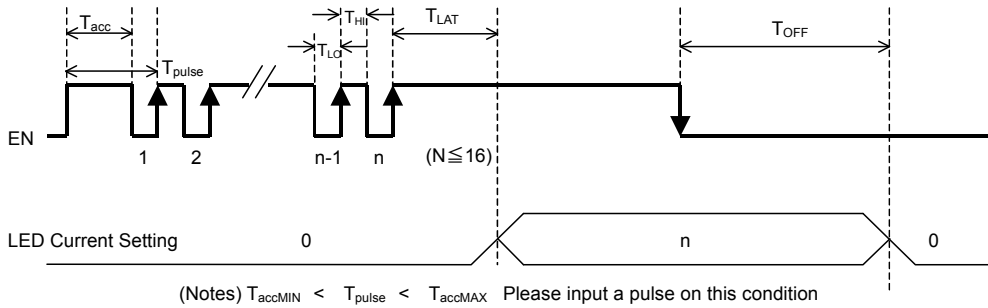 Tacc THI TLAT TOFF
TLO
Tpulse
EN
1 2 n-1 n (N≦16)
LED Current Setting 0 n 0
(Notes) TaccMIN < Tpulse < TaccMAX Please input a pulse on this condition